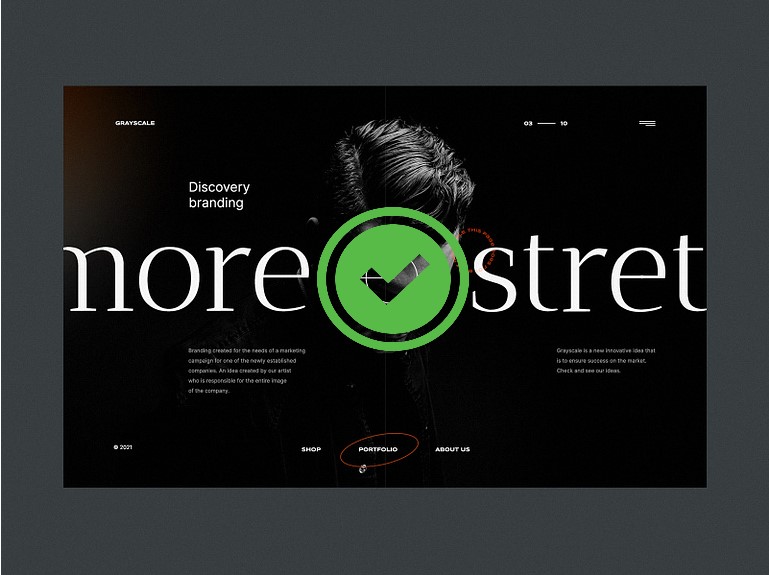 GRAYSCALE
03
10
Discovery
branding
more
stret
Branding created for the needs of a marketing
campaign for one of the newly established
companies. An idea created by our artist
who is responsible for the entire image
of the company.
Grayscale is a new innovative idea that
is to ensure success on the market.
Check and see our ideas.
© 2021
SHOP
PORTFOLIO
ABOUT US